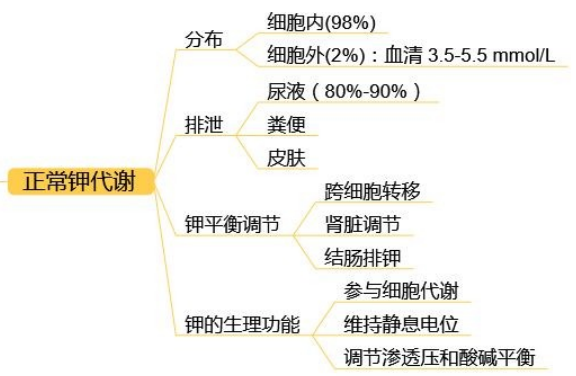 正常钾代谢
分布
细胞内(98%)
细胞外(2%)：血清 3.5-5.5 mmol/L
排泄
尿液（80%-90%）
粪便
皮肤
钾平衡调节
跨细胞转移
肾脏调节
结肠排钾
钾的生理功能
参与细胞代谢
维持静息电位
调节渗透压和酸碱平衡